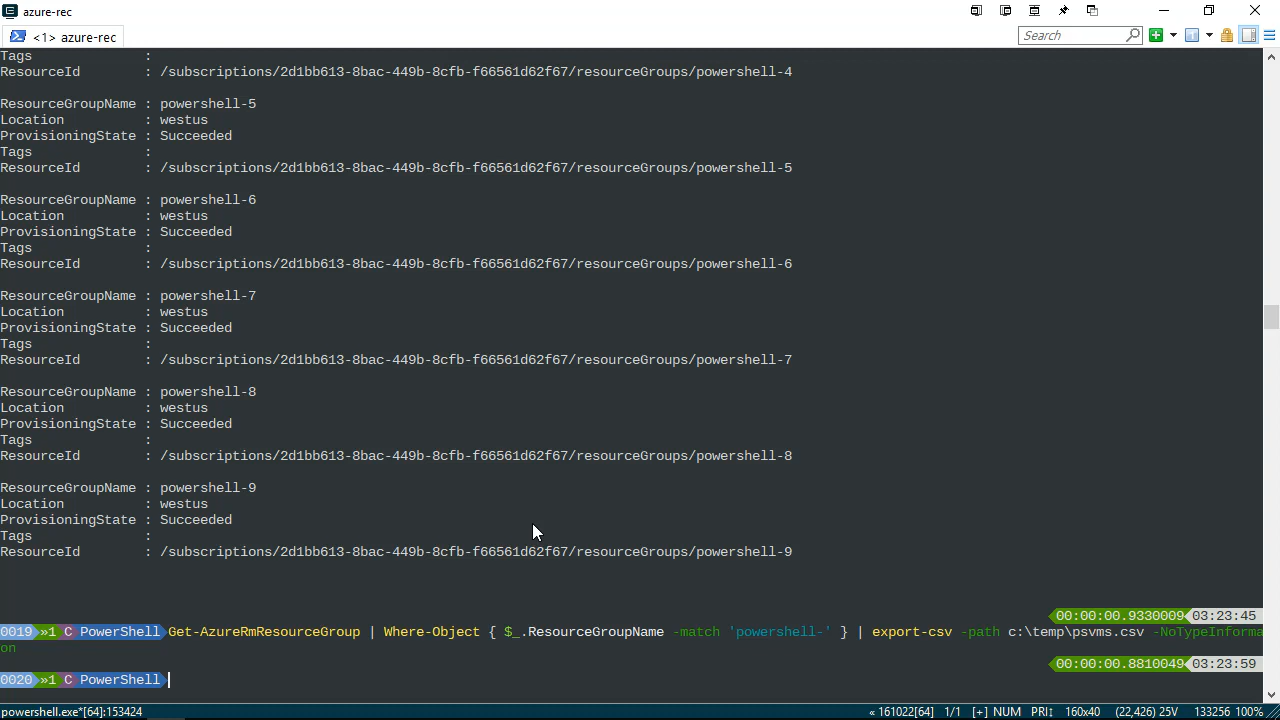 azure-rec
<1> azure-rec
Search
Tags :
ResourceId : /subscriptions/2d1bb613-8bac-449b-8cfb-f66561d62f67/resourceGroups/powershell-4
ResourceGroupName : powershell-5
Location : westus
ProvisioningState : Succeeded
Tags :
ResourceId : /subscriptions/2d1bb613-8bac-449b-8cfb-f66561d62f67/resourceGroups/powershell-5
ResourceGroupName : powershell-6
Location : westus
ProvisioningState : Succeeded
Tags :
ResourceId : /subscriptions/2d1bb613-8bac-449b-8cfb-f66561d62f67/resourceGroups/powershell-6
ResourceGroupName : powershell-7
Location : westus
ProvisioningState : Succeeded
Tags :
ResourceId : /subscriptions/2d1bb613-8bac-449b-8cfb-f66561d62f67/resourceGroups/powershell-7
ResourceGroupName : powershell-8
Location : westus
ProvisioningState : Succeeded
Tags :
ResourceId : /subscriptions/2d1bb613-8bac-449b-8cfb-f66561d62f67/resourceGroups/powershell-8
ResourceGroupName : powershell-9
Location : westus
ProvisioningState : Succeeded
Tags :
ResourceId : /subscriptions/2d1bb613-8bac-449b-8cfb-f66561d62f67/resourceGroups/powershell-9
00:00:00.9330009 03:23:45
0019 »1 C PowerShell Get-AzureRmResourceGroup | Where-Object { $_.ResourceGroupName -match 'powershell-' } | export-csv -path c:\temp\psvms.csv -NoTypeInforma
on
00:00:00.8810049 03:23:59
0020 »1 C PowerShell
powershell.exe*[64]:153424 « 161022[64] 1/1 [+] NUM PRI↕ 160x40 (22,426) 25V 133256 100%